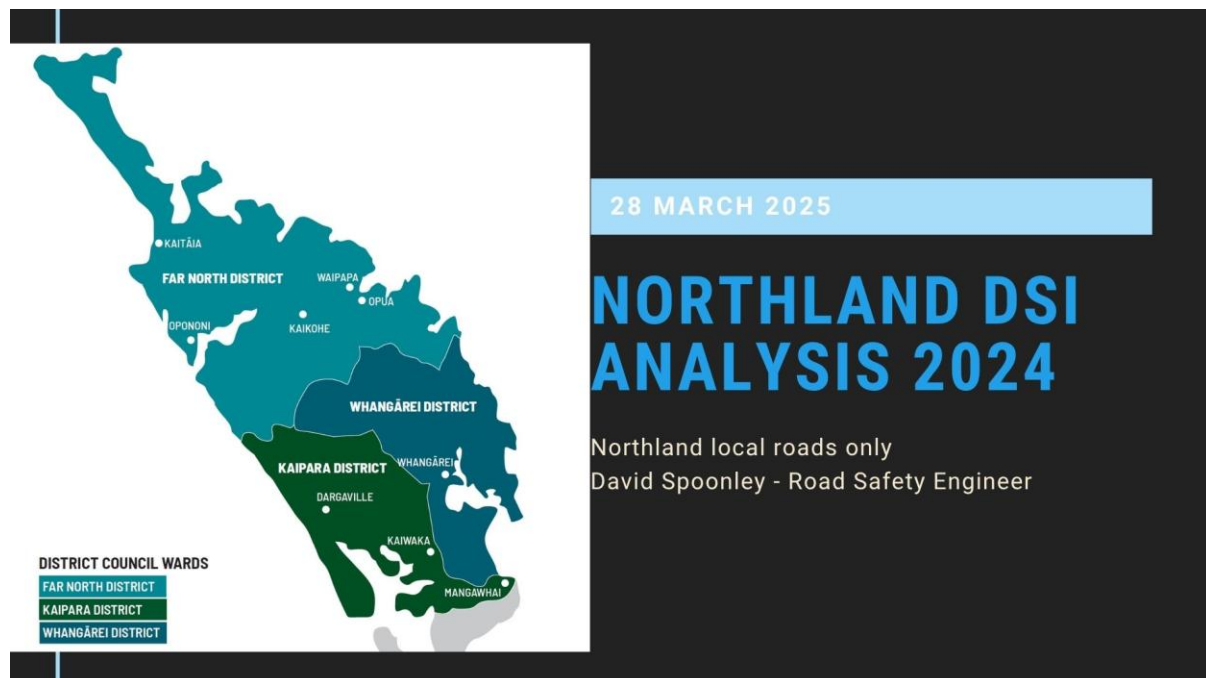 KAITĀIA
FAR NORTH DISTRICT
WAIPAPA
OPUA
OPONONI
KAIKOHE
WHANGĀREI DISTRICT
KAIPARA DISTRICT
WHANGĀREI
DARGAVILLE
KAIWAKA
MANGAWHAI
DISTRICT COUNCIL WARDS
FAR NORTH DISTRICT
KAIPARA DISTRICT
WHANGĀREI DISTRICT
28 MARCH 2025
NORTHLAND DSI
ANALYSIS 2024
Northland local roads only
David Spoonley - Road Safety Engineer